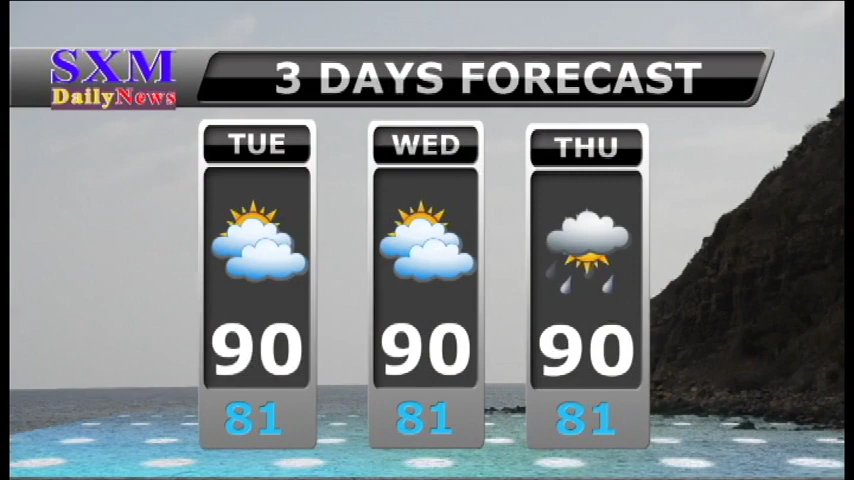 SXM
DailyNews
3 DAYS FORECAST
TUE
WED
THU
90
90
90
81
81
81